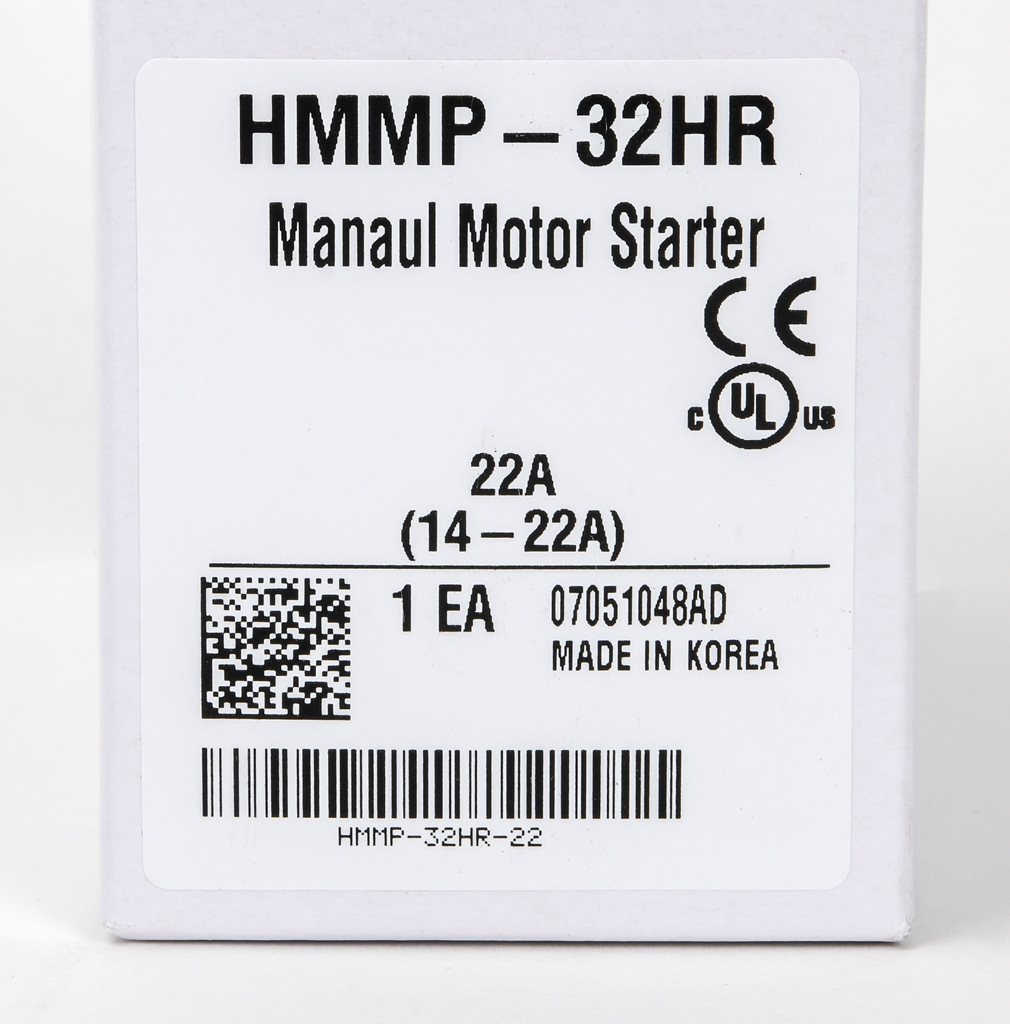 HMMP-32HR
Manaul Motor Starter
CE
C UL US
22A
(14-22A)
1 EA 07051048AD
MADE IN KOREA
HMMP-32HR-22